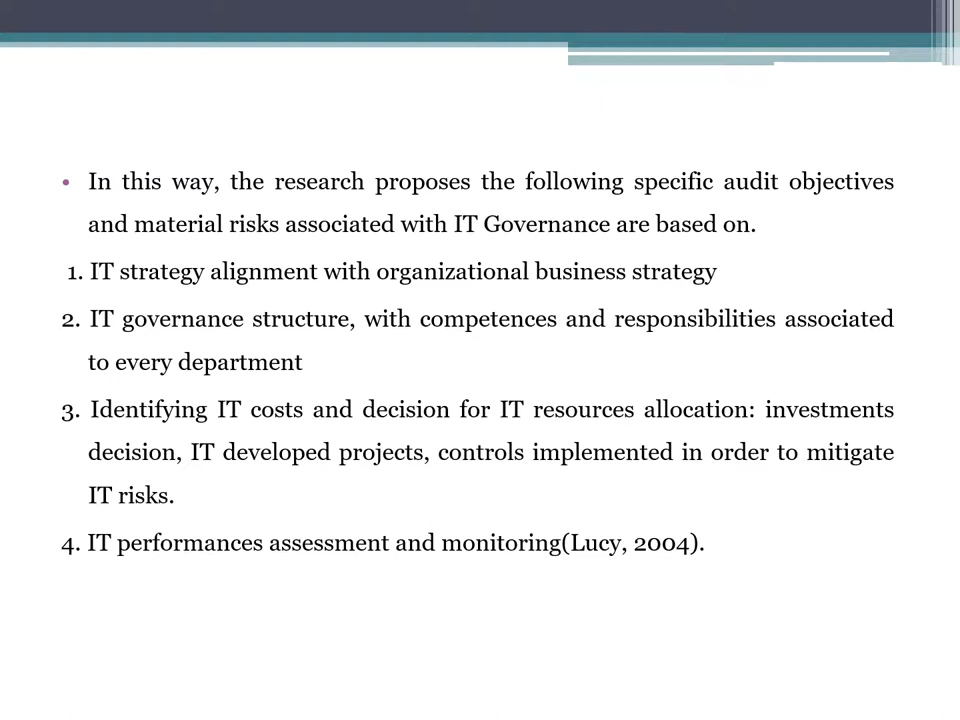 • In this way, the research proposes the following specific audit objectives
and material risks associated with IT Governance are based on.
1. IT strategy alignment with organizational business strategy
2. IT governance structure, with competences and responsibilities associated
to every department
3. Identifying IT costs and decision for IT resources allocation: investments
decision, IT developed projects, controls implemented in order to mitigate
IT risks.
4. IT performances assessment and monitoring(Lucy, 2004).